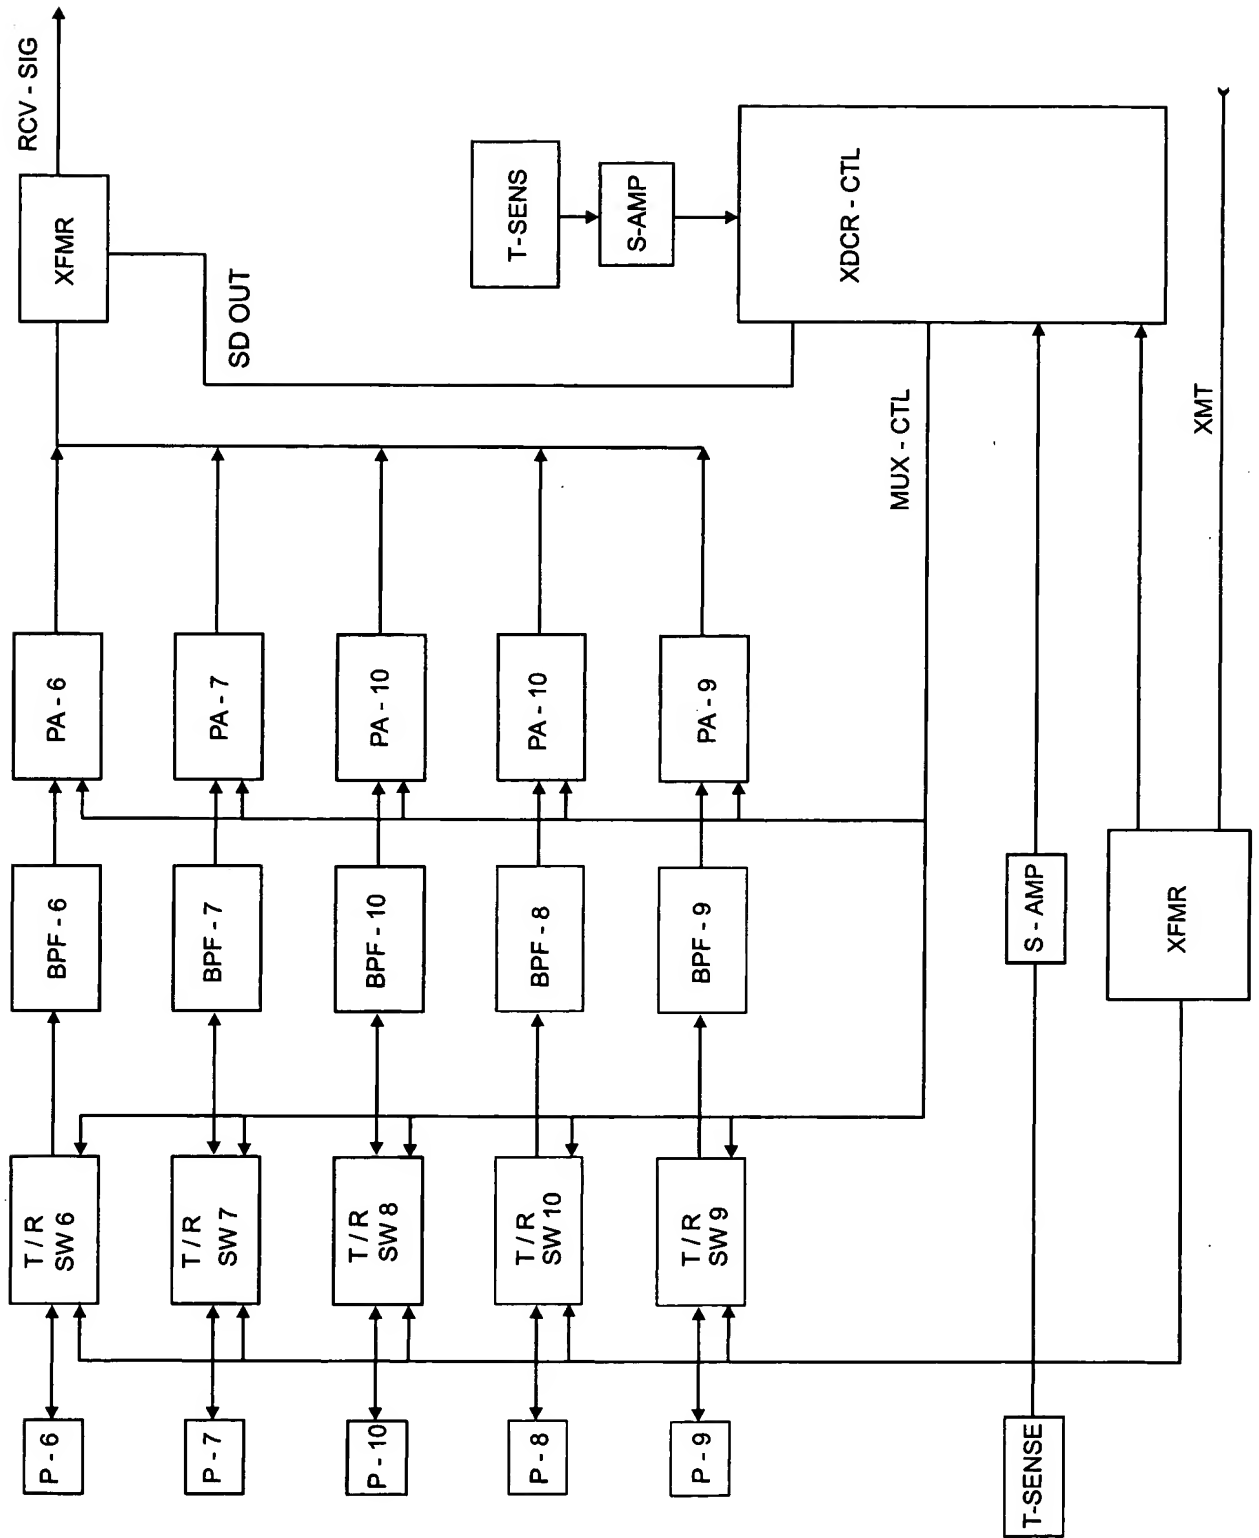 RCV - SIG
XFMR
SD OUT
T-SENS
S-AMP
XDCR - CTL
MUX - CTL
XMT
PA - 6
PA - 7
PA - 10
PA - 10
PA - 9
BPF - 6
BPF - 7
BPF - 10
BPF - 8
BPF - 9
S - AMP
XFMR
T / R
SW 6
T / R
SW 7
T / R
SW 8
T / R
SW 10
T / R
SW 9
P - 6
P - 7
P - 10
P - 8
P - 9
T-SENSE